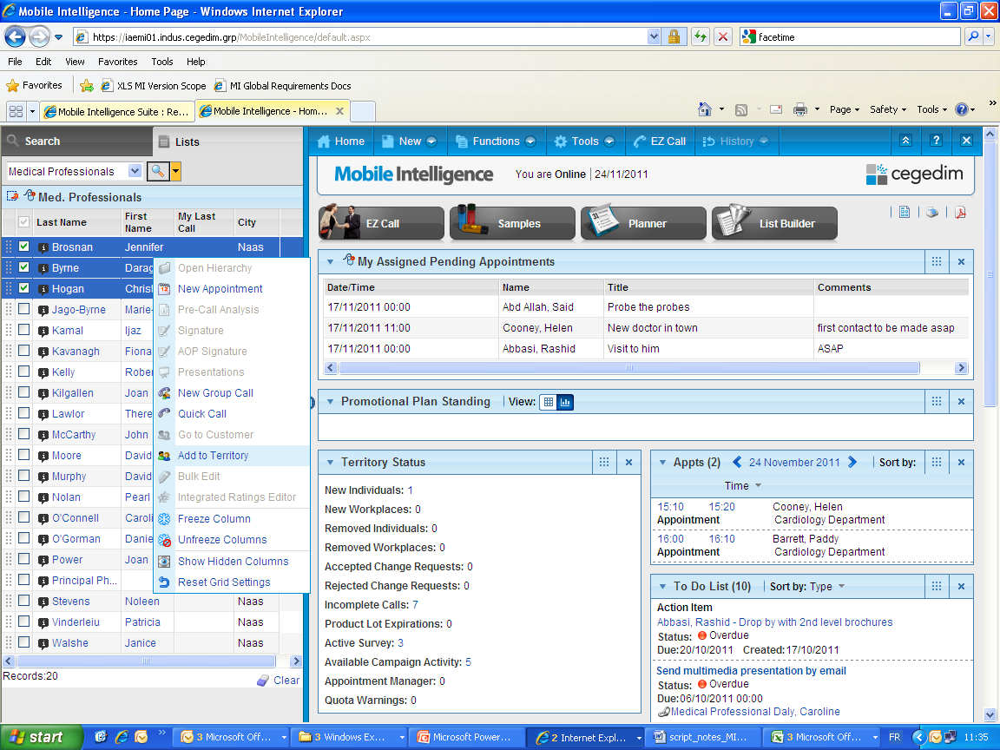 Mobile Intelligence - Home Page - Windows Internet Explorer
https://iaemi01.indus.cegedim.grp/MobileIntelligence/default.aspx
facetime
File Edit View Favorites Tools Help
Favorites XLS MI Version Scope MI Global Requirements Docs
Mobile Intelligence Suite : Re... Mobile Intelligence - Hom... X Page Safety Tools
Search Lists
Medical Professionals
Med. Professionals
Last Name First Name My Last Call City
Brosnan Jennifer Naas
Byrne Darag
Hogan Christ
Jago-Byrne Marie-
Kamal Ijaz
Kavanagh Fiona
Kelly Rober
Kilgallen Joan
Lawlor There
McCarthy John
Moore David
Murphy David
Nolan Pearl
O'Connell Caroli
O'Gorman Danie
Power Joan
Principal Ph...
Stevens Noleen Naas
Vinderleiu Patricia Naas
Walshe Janice Naas
Records:20
Clear
Open Hierarchy
New Appointment
Pre-Call Analysis
Signature
AOP Signature
Presentations
New Group Call
Quick Call
Go to Customer
Add to Territory
Bulk Edit
Integrated Ratings Editor
Freeze Column
Unfreeze Columns
Show Hidden Columns
Reset Grid Settings
Home New Functions Tools EZ Call History ? X
Mobile Intelligence You are Online | 24/11/2011 cegedim
EZ Call Samples Planner List Builder
My Assigned Pending Appointments
Date/Time Name Title Comments
17/11/2011 00:00 Abd Allah, Said Probe the probes
17/11/2011 11:00 Cooney, Helen New doctor in town first contact to be made asap
17/11/2011 00:00 Abbasi, Rashid Visit to him ASAP
Promotional Plan Standing View:
Territory Status
New Individuals: 1
New Workplaces: 0
Removed Individuals: 0
Removed Workplaces: 0
Accepted Change Requests: 0
Rejected Change Requests: 0
Incomplete Calls: 7
Product Lot Expirations: 0
Active Survey: 3
Available Campaign Activity: 5
Appointment Manager: 0
Quota Warnings: 0
Appts (2) 24 November 2011 Sort by:
Time
15:10 15:20 Cooney, Helen
Appointment Cardiology Department
16:00 16:10 Barrett, Paddy
Appointment Cardiology Department
To Do List (10) Sort by: Type
Action Item
Abbasi, Rashid - Drop by with 2nd level brochures
Status: Overdue
Due:20/10/2011 Created:17/10/2011
Send multimedia presentation by email
Status: Overdue
Due:06/10/2011 00:00
Medical Professional Daly, Caroline
start 3 Microsoft Off... 3 Windows Ex... Microsoft Power... 2 Internet Expl... script_notes_MI... 3 Microsoft Off... FR 11:35